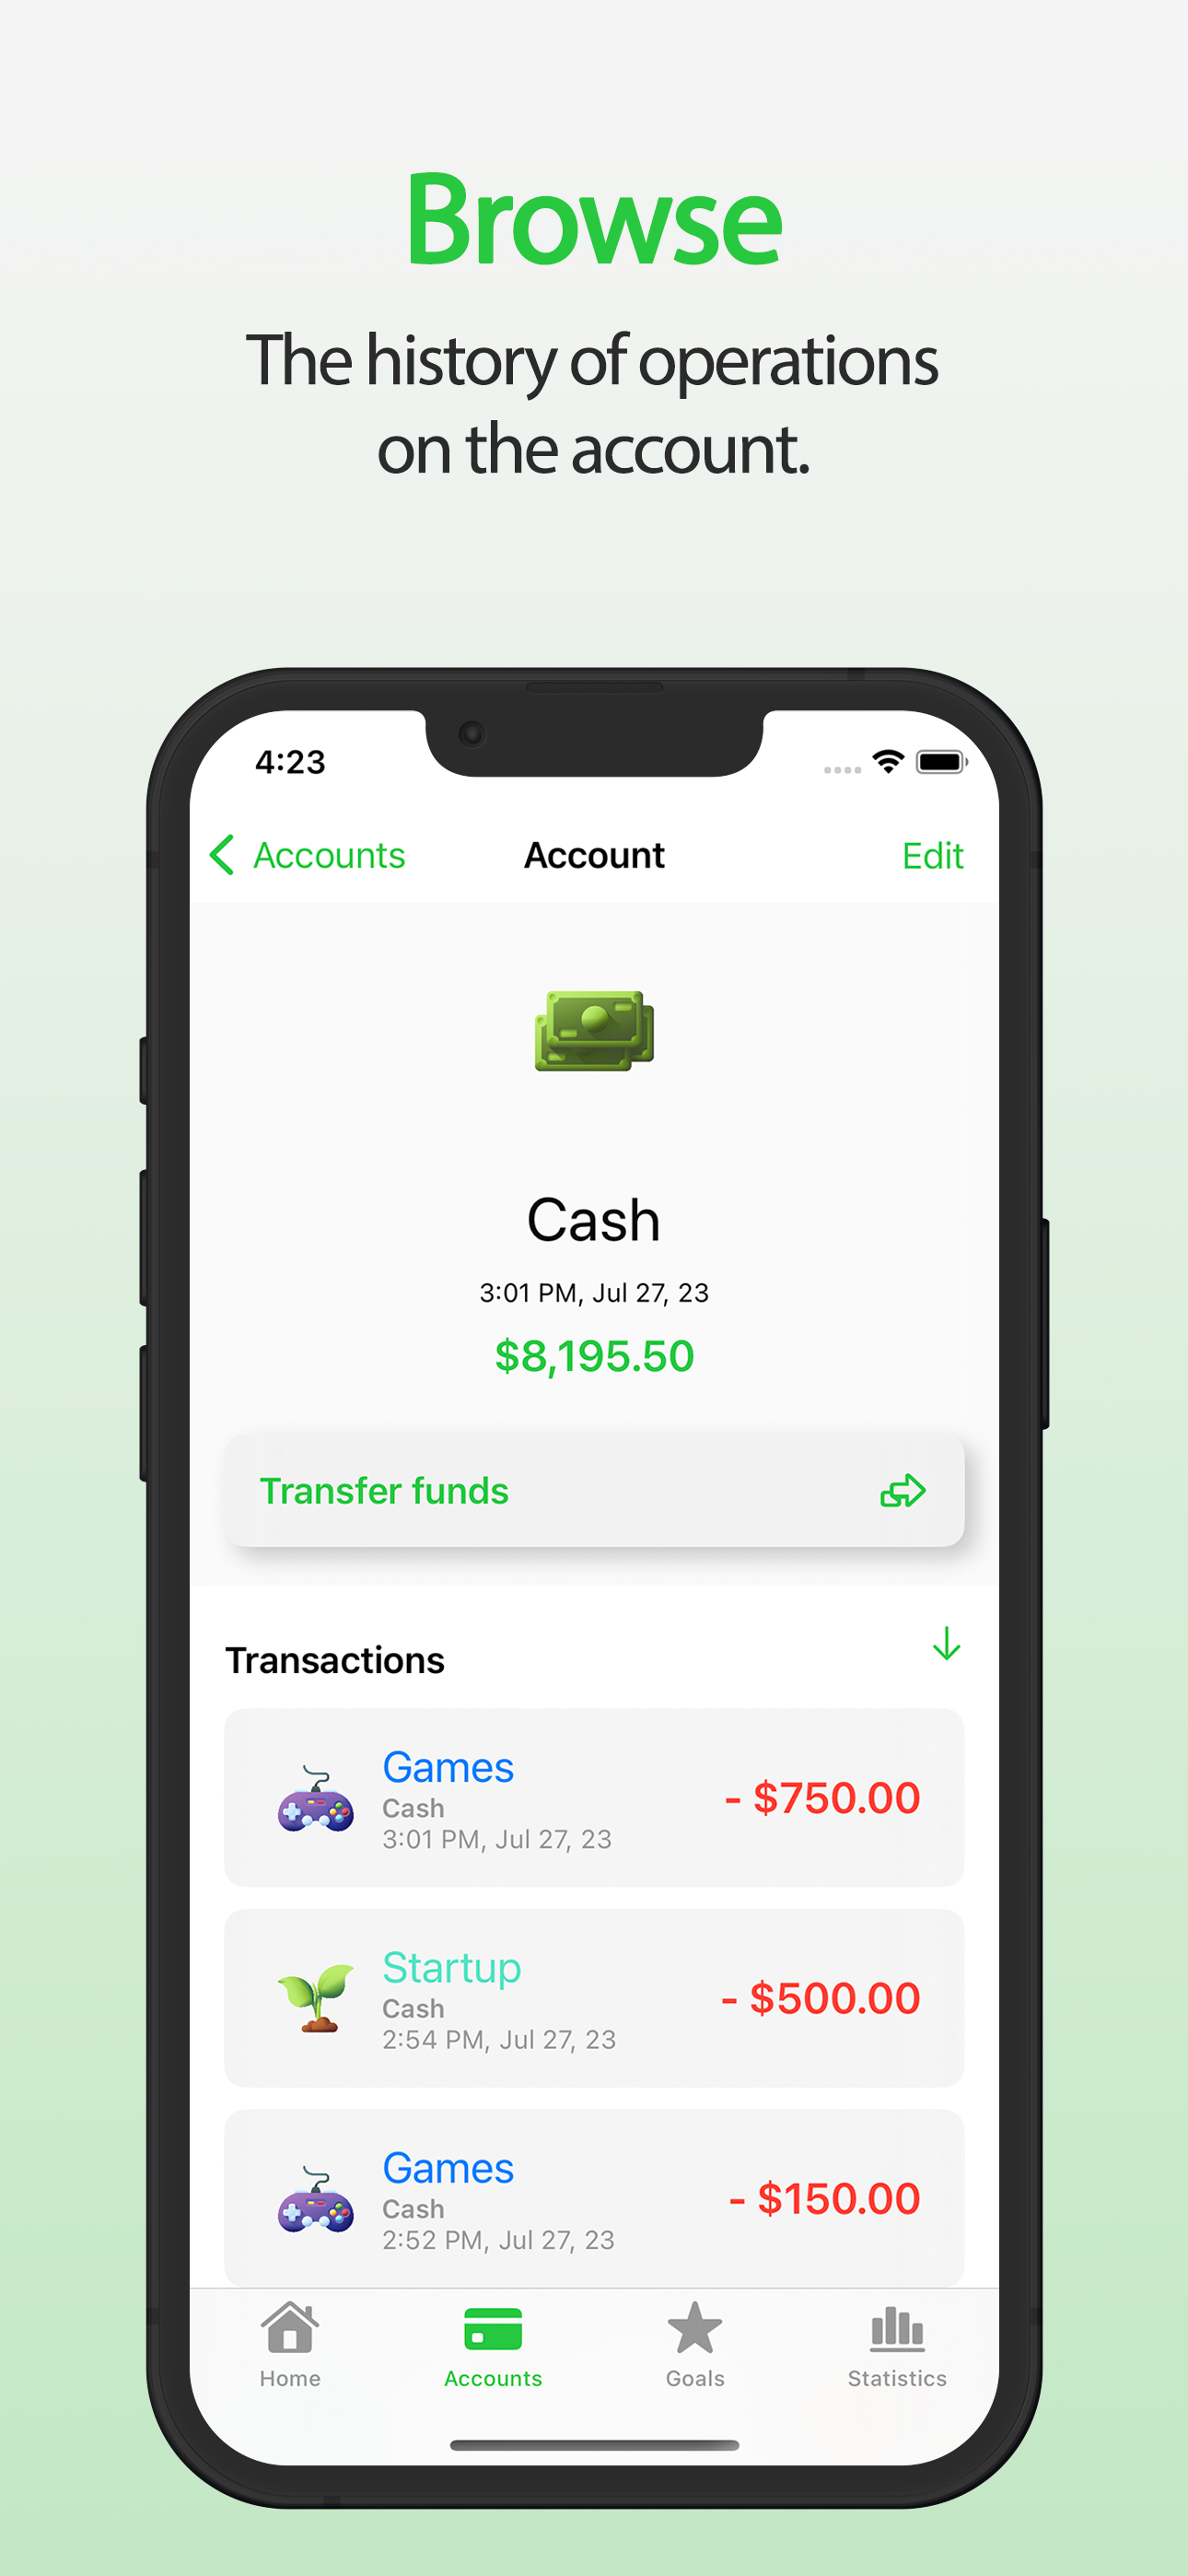 Browse
The history of operations
on the account.
4:23
Accounts
Account
Edit
Cash
3:01 PM, Jul 27, 23
$8,195.50
Transfer funds
Transactions
Games
Cash
3:01 PM, Jul 27, 23
- $750.00
Startup
Cash
2:54 PM, Jul 27, 23
- $500.00
Games
Cash
2:52 PM, Jul 27, 23
- $150.00
Home
Accounts
Goals
Statistics